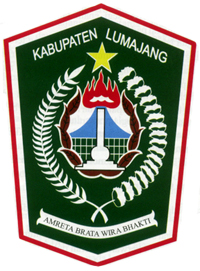 KABUPATEN LUMAJANG
AMRETA BRATA WIRA BHAKTI